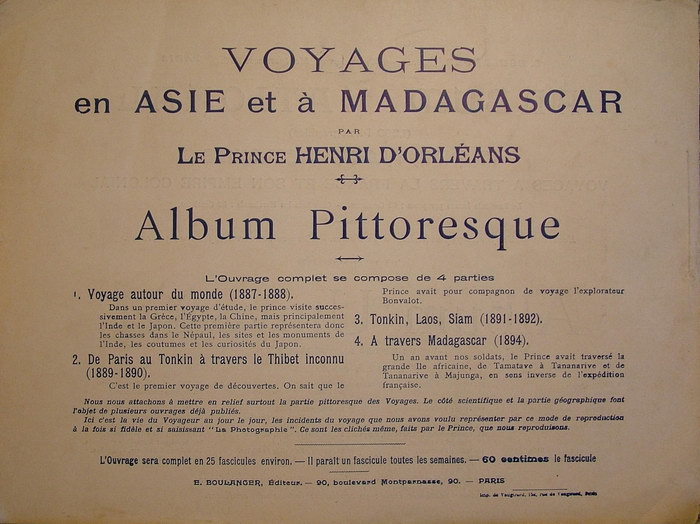 VOYAGES
en ASIE et à MADAGASCAR
PAR
LE PRINCE HENRI D'ORLÉANS
Album Pittoresque
L'Ouvrage complet se compose de 4 parties
1. Voyage autour du monde (1887-1888).
Dans un premier voyage d'étude, le prince visite succes-
sivement la Grèce, l'Égypte, la Chine, mais principalement
l'Inde et le Japon. Cette première partie représentera donc
les chasses dans le Népaul, les sites et les monuments de
l'Inde, les coutumes et les curiosités du Japon.
2. De Paris au Tonkin à travers le Thibet inconnu
(1889-1890).
C'est le premier voyage de découvertes. On sait que le
Prince avait pour compagnon de voyage l'explorateur
Bonvalot.
3. Tonkin, Laos, Siam (1891-1892).
4. A travers Madagascar (1894).
Un an avant nos soldats, le Prince avait traversé la
grande Ile africaine, de Tamatave à Tananarive et de
Tananarive à Majunga, en sens inverse de l'expédition
française.
Nous nous attachons à mettre en relief surtout la partie pittoresque des Voyages. Le côté scientifique et la partie géographique font
l'objet de plusieurs ouvrages déjà publiés.
Ici c'est la vie du Voyageur au jour le jour, les incidents du voyage que nous avons voulu représenter par ce mode de reproduction
à la fois si fidèle et si saisissant "La Photographie". Ce sont les clichés même, faits par le Prince, que nous reproduisons.
L'Ouvrage sera complet en 25 fascicules environ. — Il paraît un fascicule toutes les semaines. — 60 centimes le fascicule
E. BOULANGER, Éditeur. — 90, boulevard Montparnasse, 90. — PARIS
Imp. de Vaugirard, 152, rue de Vaugirard, Paris